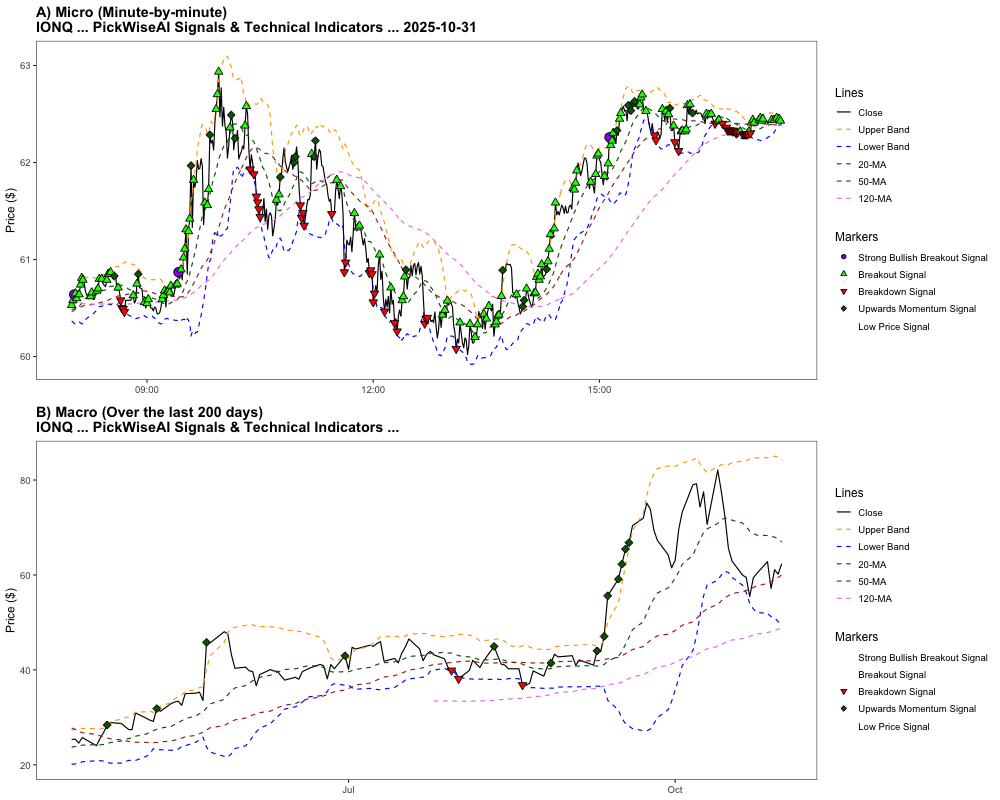 A) Micro (Minute-by-minute)
IONQ ... PickWiseAI Signals & Technical Indicators ... 2025-10-31
Price ($)
63
62
61
60
09:00
12:00
15:00
Lines
Close
Upper Band
Lower Band
20-MA
50-MA
120-MA
Markers
Strong Bullish Breakout Signal
Breakout Signal
Breakdown Signal
Upwards Momentum Signal
Low Price Signal
B) Macro (Over the last 200 days)
IONQ ... PickWiseAI Signals & Technical Indicators ...
Price ($)
80
60
40
20
Jul
Oct
Lines
Close
Upper Band
Lower Band
20-MA
50-MA
120-MA
Markers
Strong Bullish Breakout Signal
Breakout Signal
Breakdown Signal
Upwards Momentum Signal
Low Price Signal